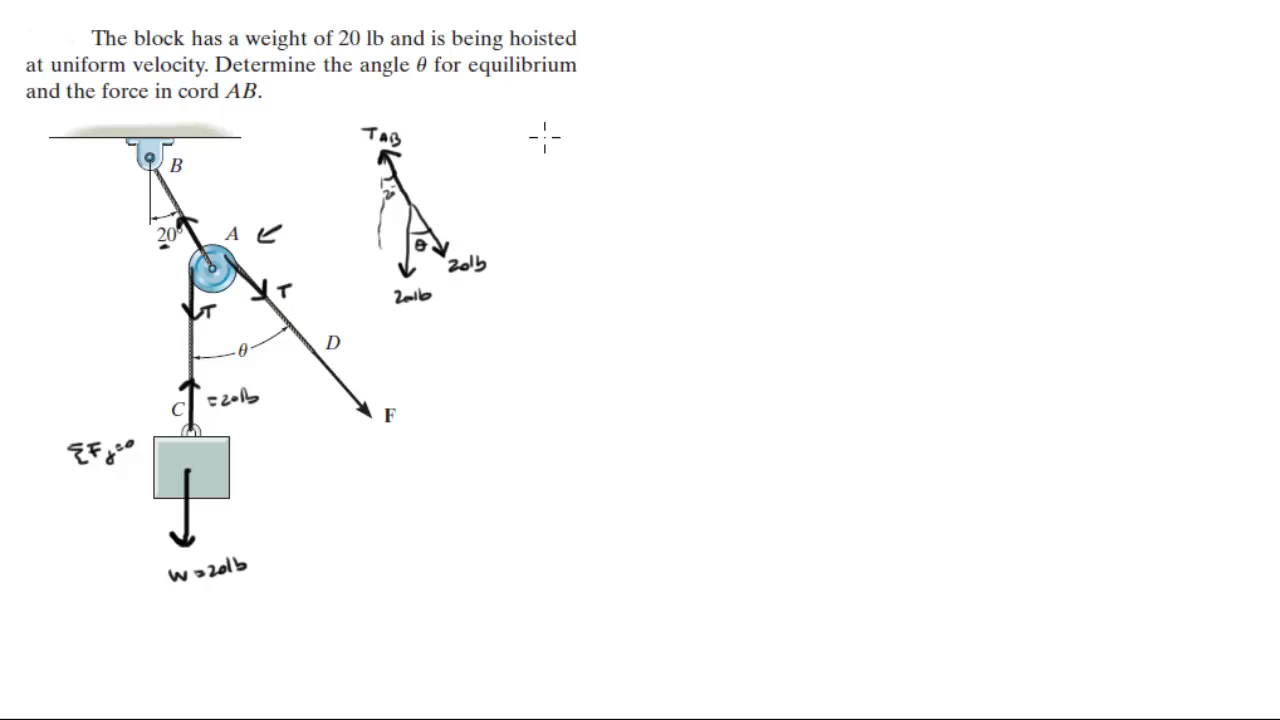 The block has a weight of 20 lb and is being hoisted
at uniform velocity. Determine the angle θ for equilibrium
and the force in cord AB.
TAB
B
20°
A
20°
θ
20lb
20lb
T
T
D
θ
C
=20lb
F
ΣFy=0
W=20lb